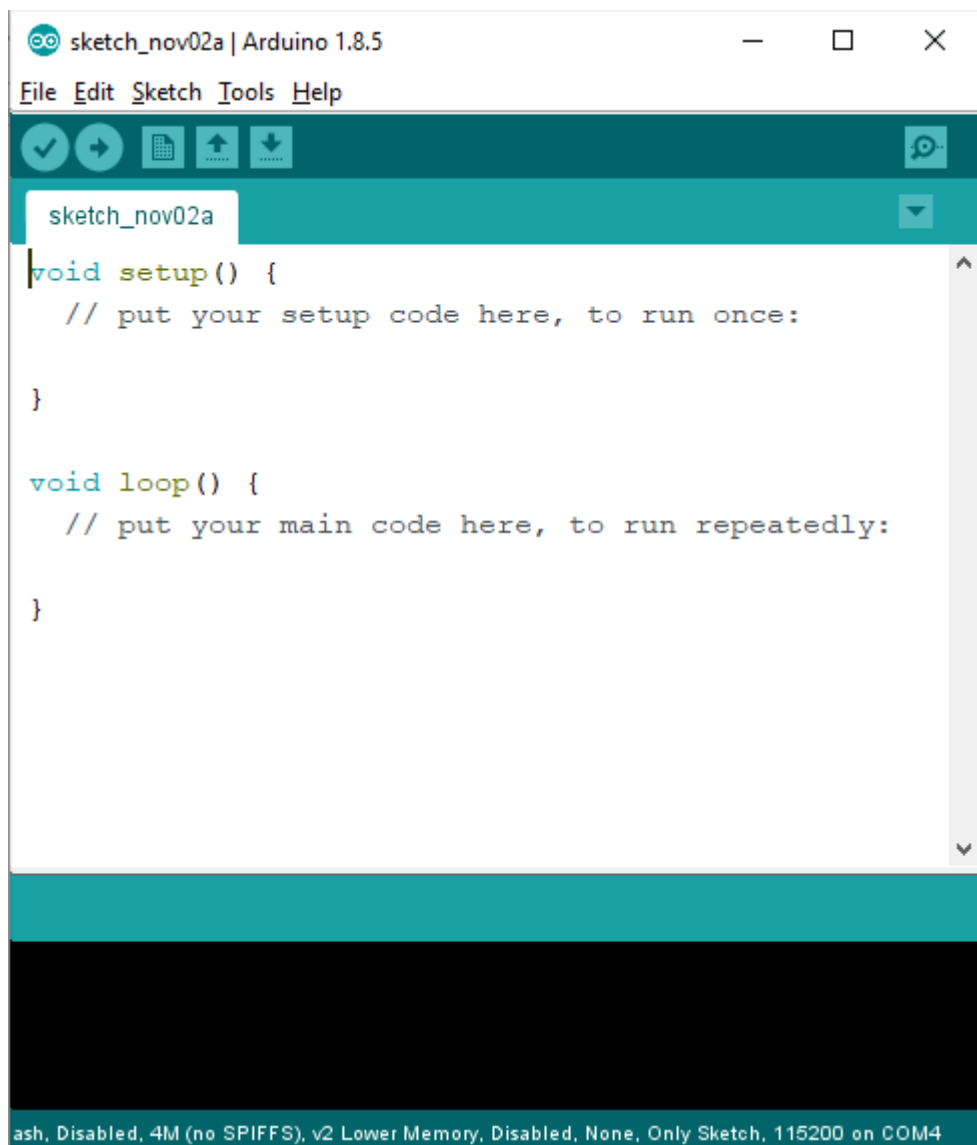 sketch_nov02a | Arduino 1.8.5
File Edit Sketch Tools Help
sketch_nov02a
void setup() {
  // put your setup code here, to run once:
}
void loop() {
  // put your main code here, to run repeatedly:
}
ash, Disabled, 4M (no SPIFFS), v2 Lower Memory, Disabled, None, Only Sketch, 115200 on COM4